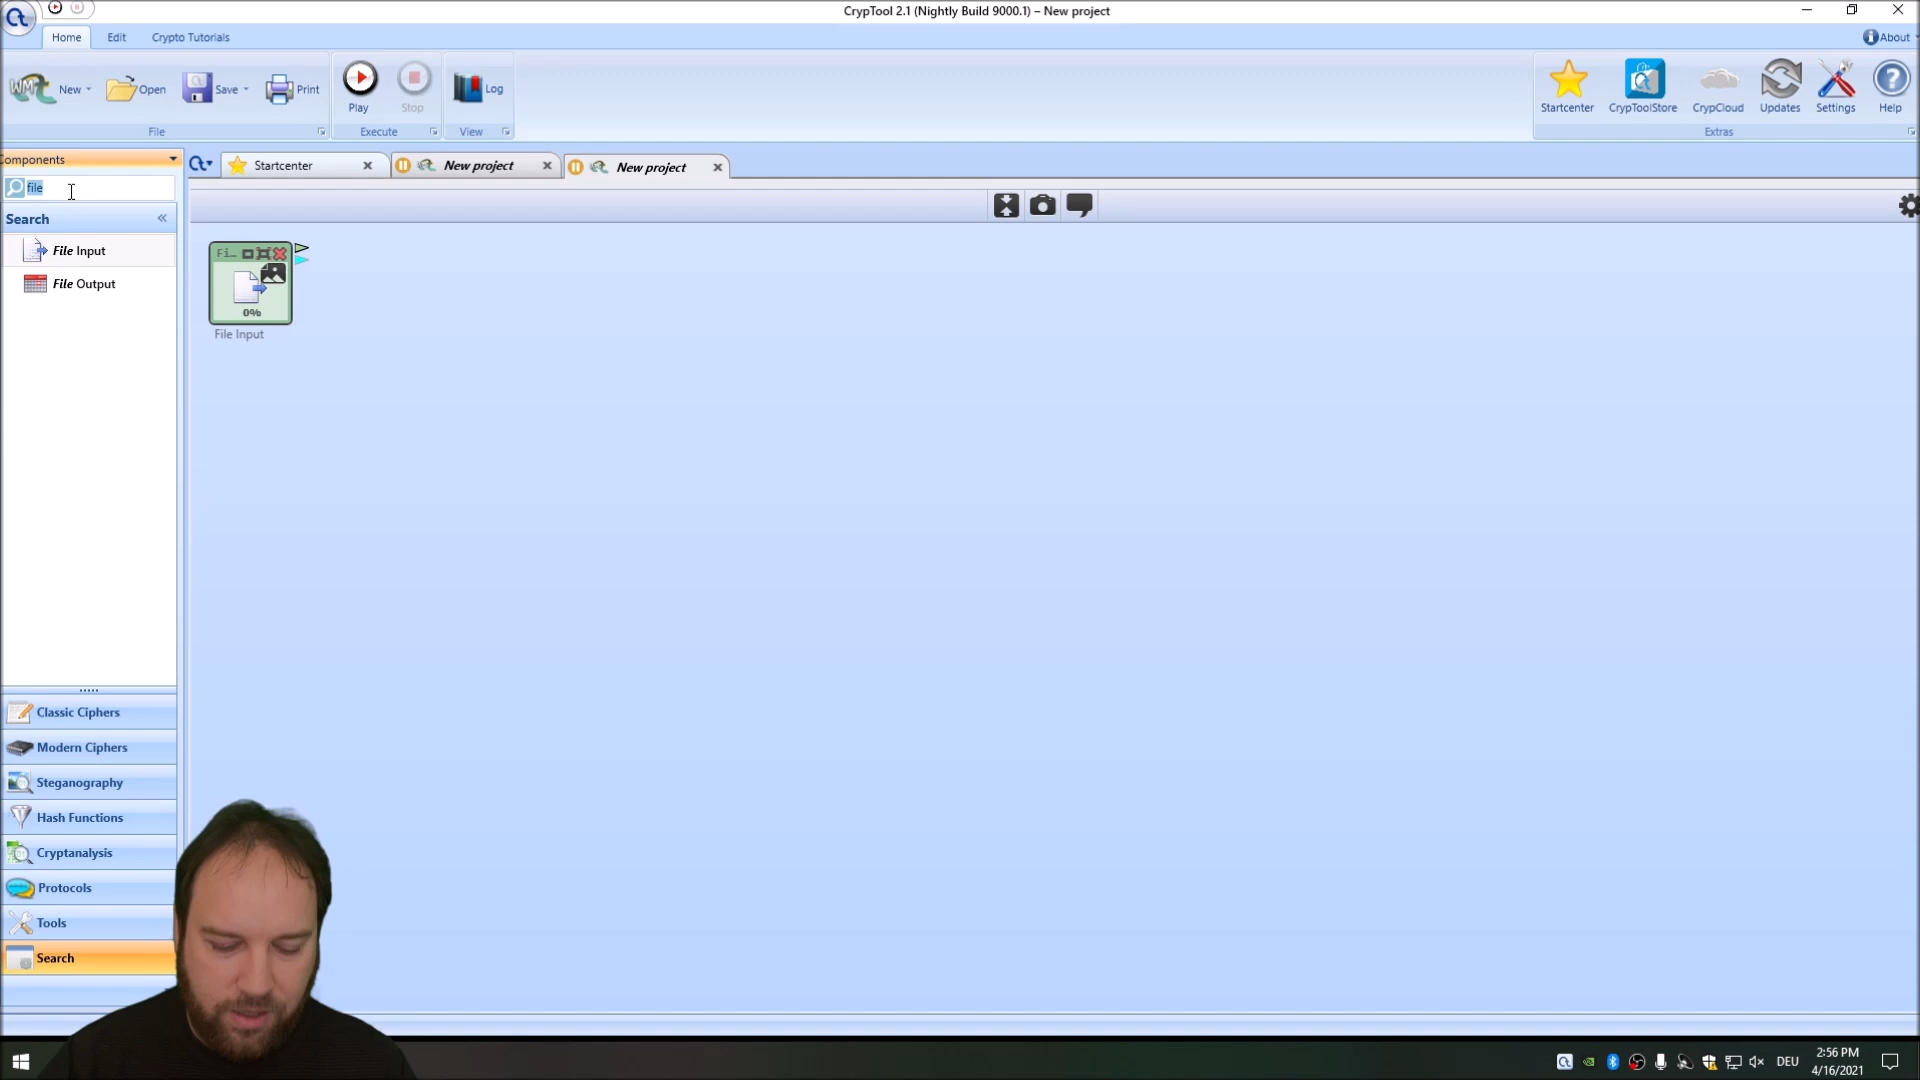 CrypTool 2.1 (Nightly Build 9000.1) – New project
Home
Edit
Crypto Tutorials
About
New
Open
Save
Print
Play
Stop
Log
Startcenter
CrypToolStore
CrypCloud
Updates
Settings
Help
File
Execute
View
Extras
Components
Startcenter
New project
New project
file
Search
File Input
File Output
Fi...
0%
File Input
Classic Ciphers
Modern Ciphers
Steganography
Hash Functions
Cryptanalysis
Protocols
Tools
Search
DEU
2:56 PM
4/16/2021